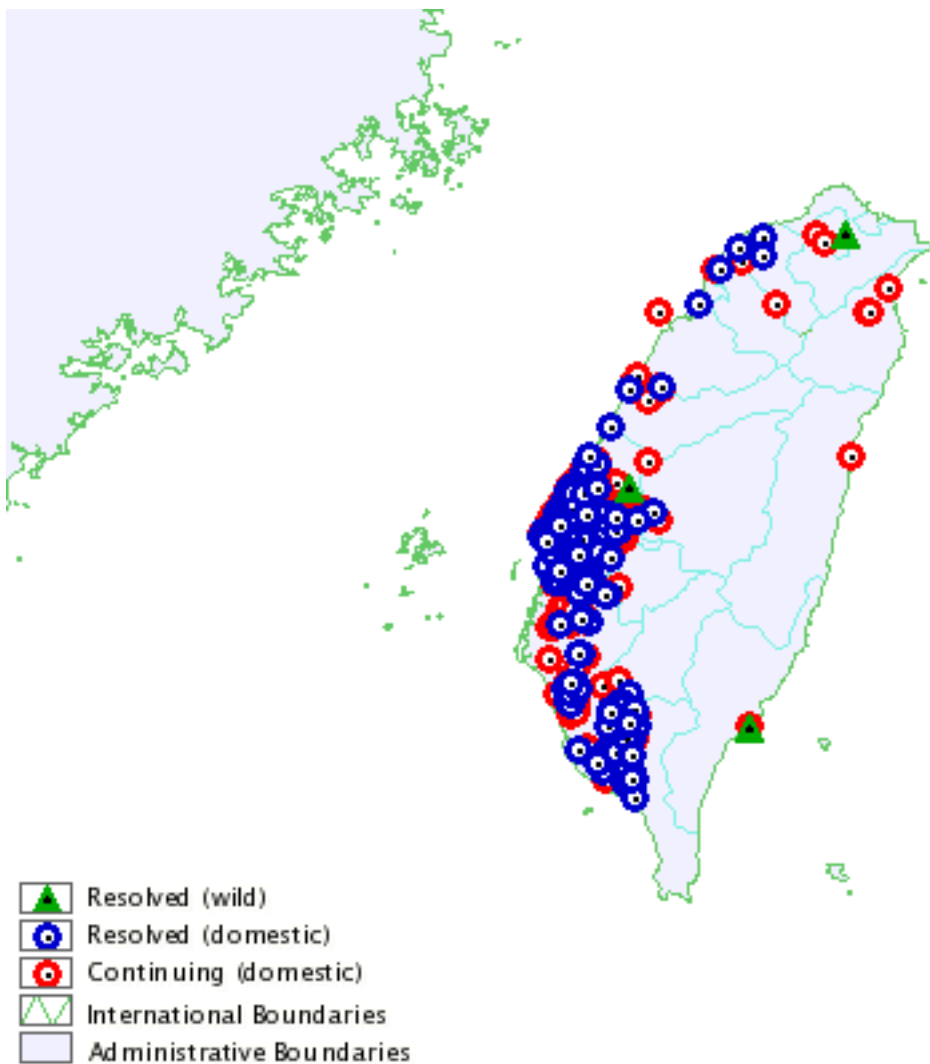 Resolved (wild)
Resolved (domestic)
Continuing (domestic)
International Boundaries
Administrative Boundaries